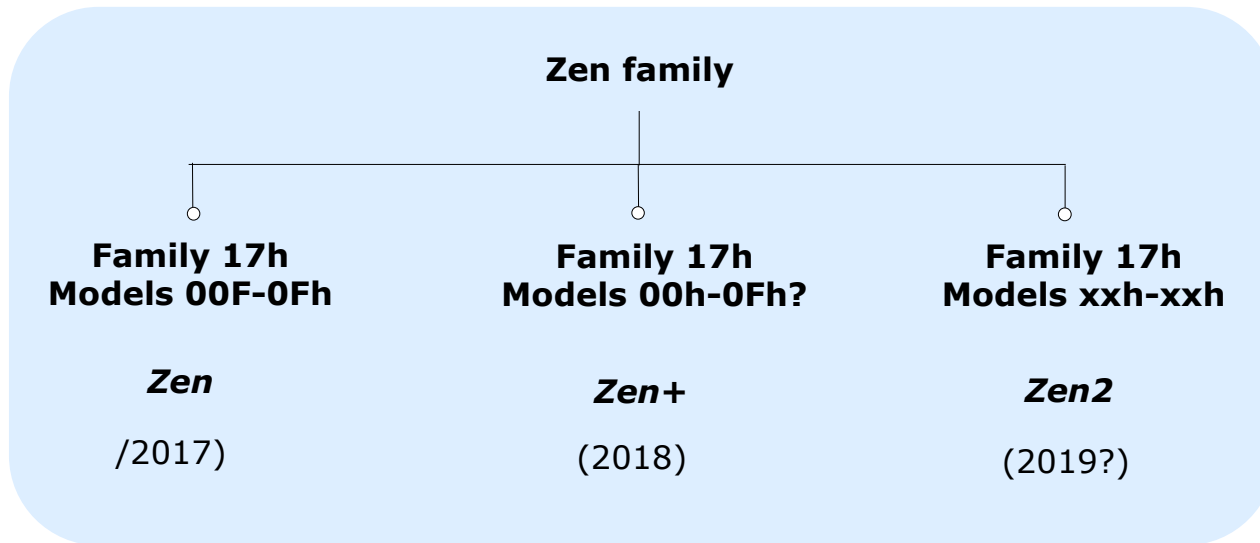 Zen family
Family 17h
Models 00F-0Fh
Zen
/2017)
Family 17h
Models 00h-0Fh?
Zen+
(2018)
Family 17h
Models xxh-xxh
Zen2
(2019?)